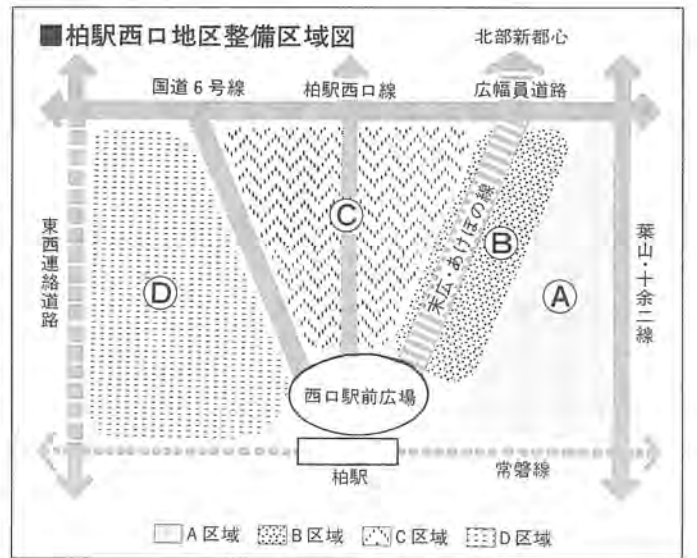 ■柏駅西口地区整備区域図
北部新都心
国道6号線
柏駅西口線
広幅員道路
東西連絡道路
葉山・十余二線
末広あけぼの線
Ⓒ
Ⓑ
Ⓓ
Ⓐ
西口駅前広場
柏駅
常磐線
A区域 B区域 C区域 D区域